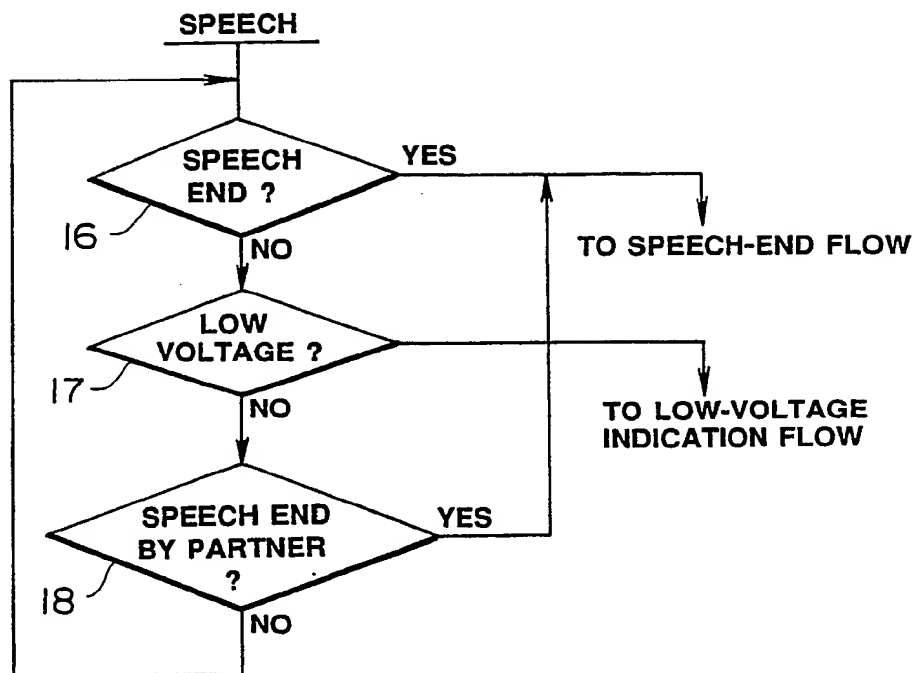 SPEECH
SPEECH
END ?
YES
16
NO
TO SPEECH-END FLOW
LOW
VOLTAGE ?
17
NO
TO LOW-VOLTAGE
INDICATION FLOW
SPEECH END
BY PARTNER
?
YES
18
NO